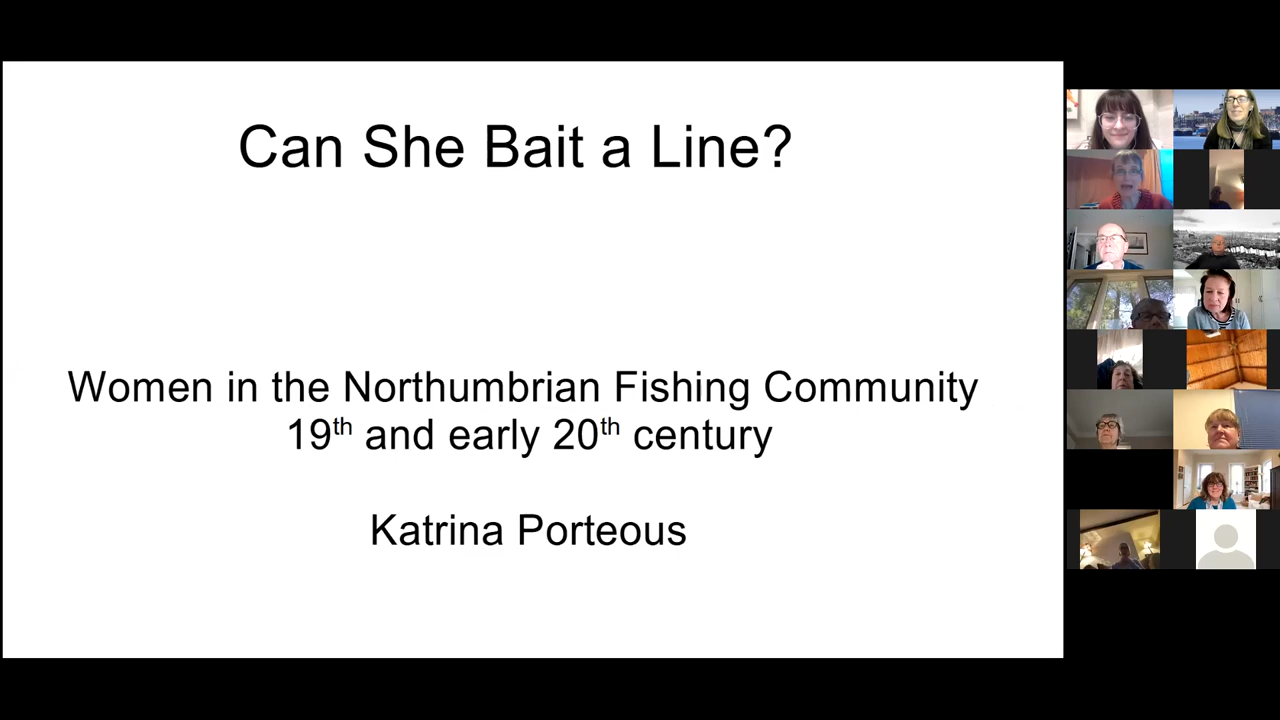 Can She Bait a Line?
Women in the Northumbrian Fishing Community
19th and early 20th century
Katrina Porteous